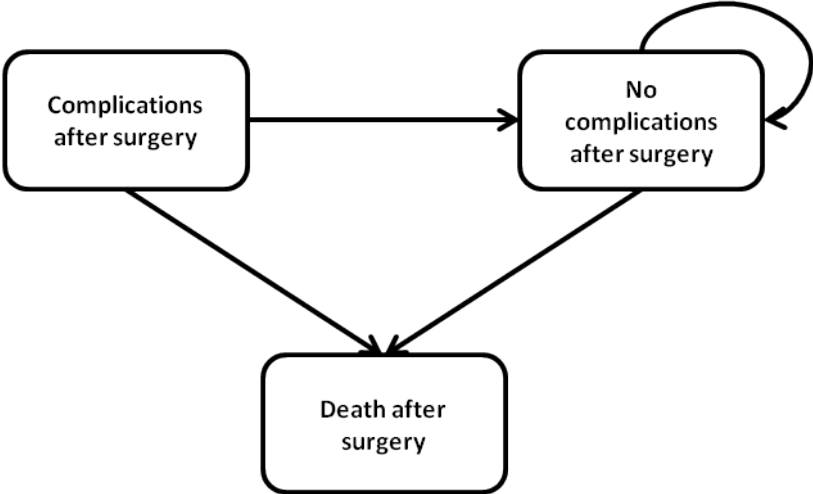 Complications
after surgery
No
complications
after surgery
Death after
surgery